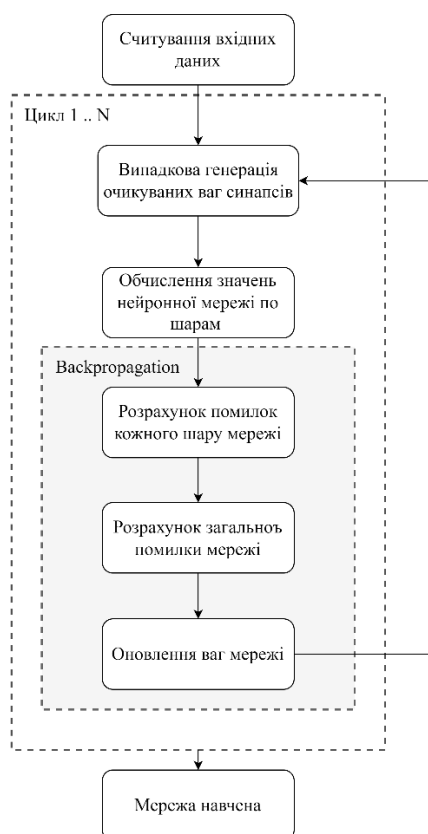 Считування вхідних
даних
Цикл 1 .. N
Випадкова генерація
очикуваних ваг синапсів
Обчислення значень
нейронної мережі по
шарам
Backpropagation
Розрахунок помилок
кожного шару мережі
Розрахунок загальноъ
помилки мережі
Оновлення ваг мережі
Мережа навчена